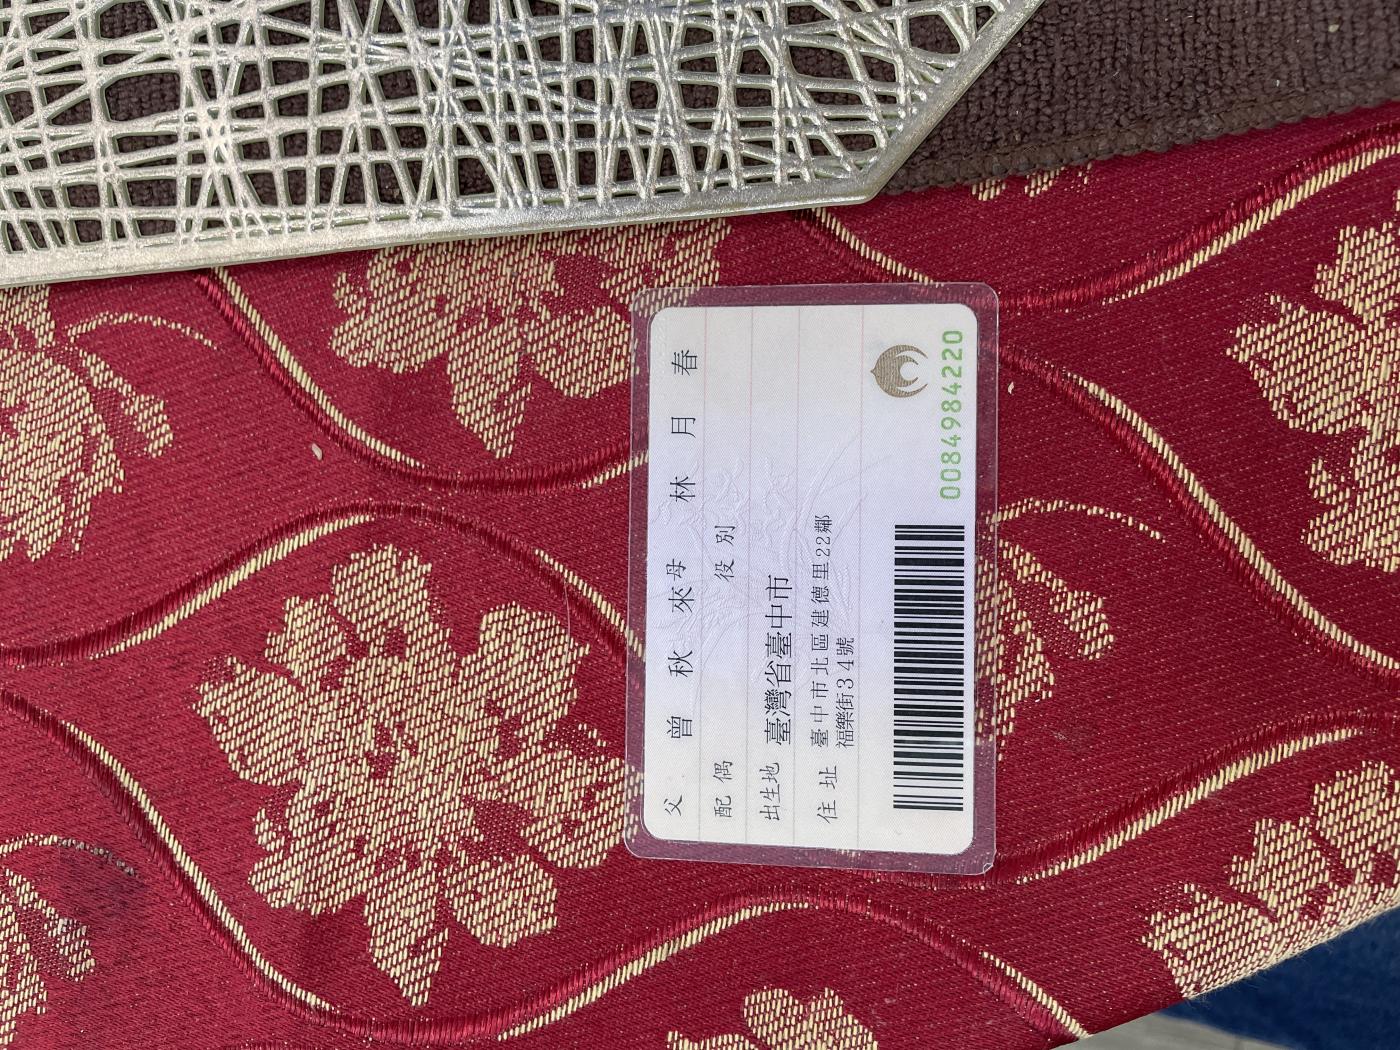 父 曾秋來 母 林月春
配偶 役別
出生地 臺灣省臺中市
住址 臺中市北區建德里22鄰
福樂街34號
0084984220